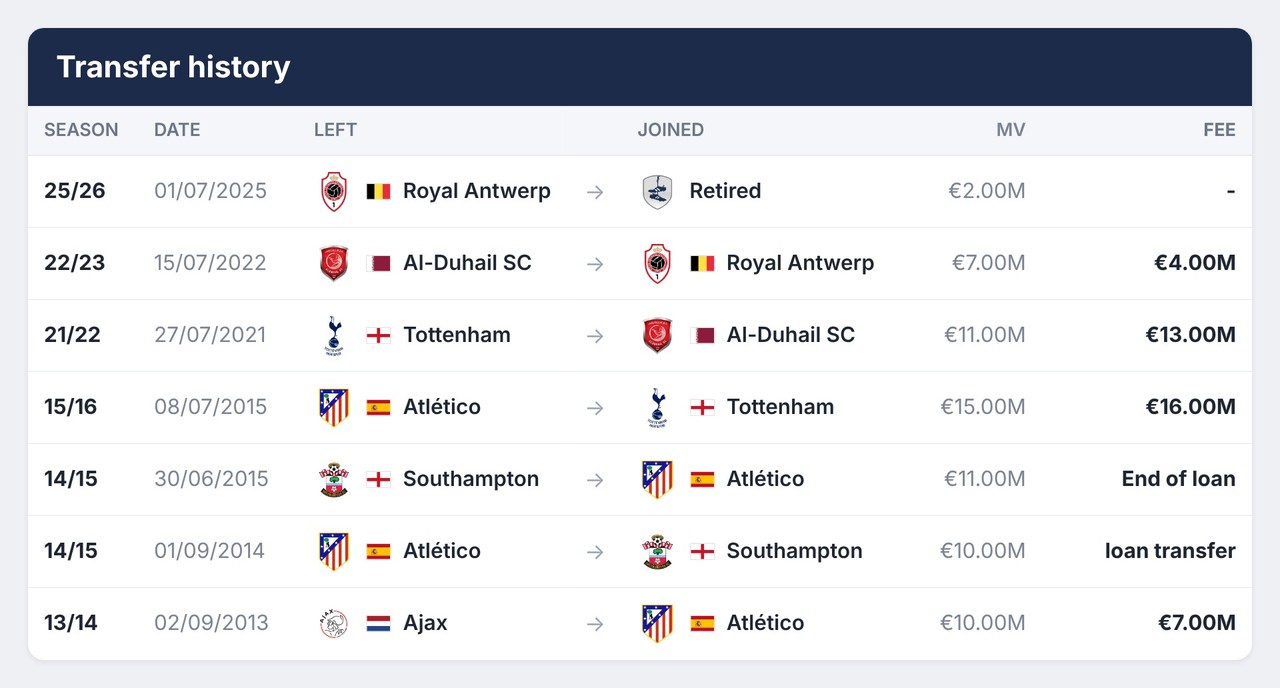 Transfer history
SEASON DATE LEFT JOINED MV FEE
25/26 01/07/2025 Royal Antwerp → Retired €2.00M -
22/23 15/07/2022 Al-Duhail SC → Royal Antwerp €7.00M €4.00M
21/22 27/07/2021 Tottenham → Al-Duhail SC €11.00M €13.00M
15/16 08/07/2015 Atlético → Tottenham €15.00M €16.00M
14/15 30/06/2015 Southampton → Atlético €11.00M End of loan
14/15 01/09/2014 Atlético → Southampton €10.00M loan transfer
13/14 02/09/2013 Ajax → Atlético €10.00M €7.00M